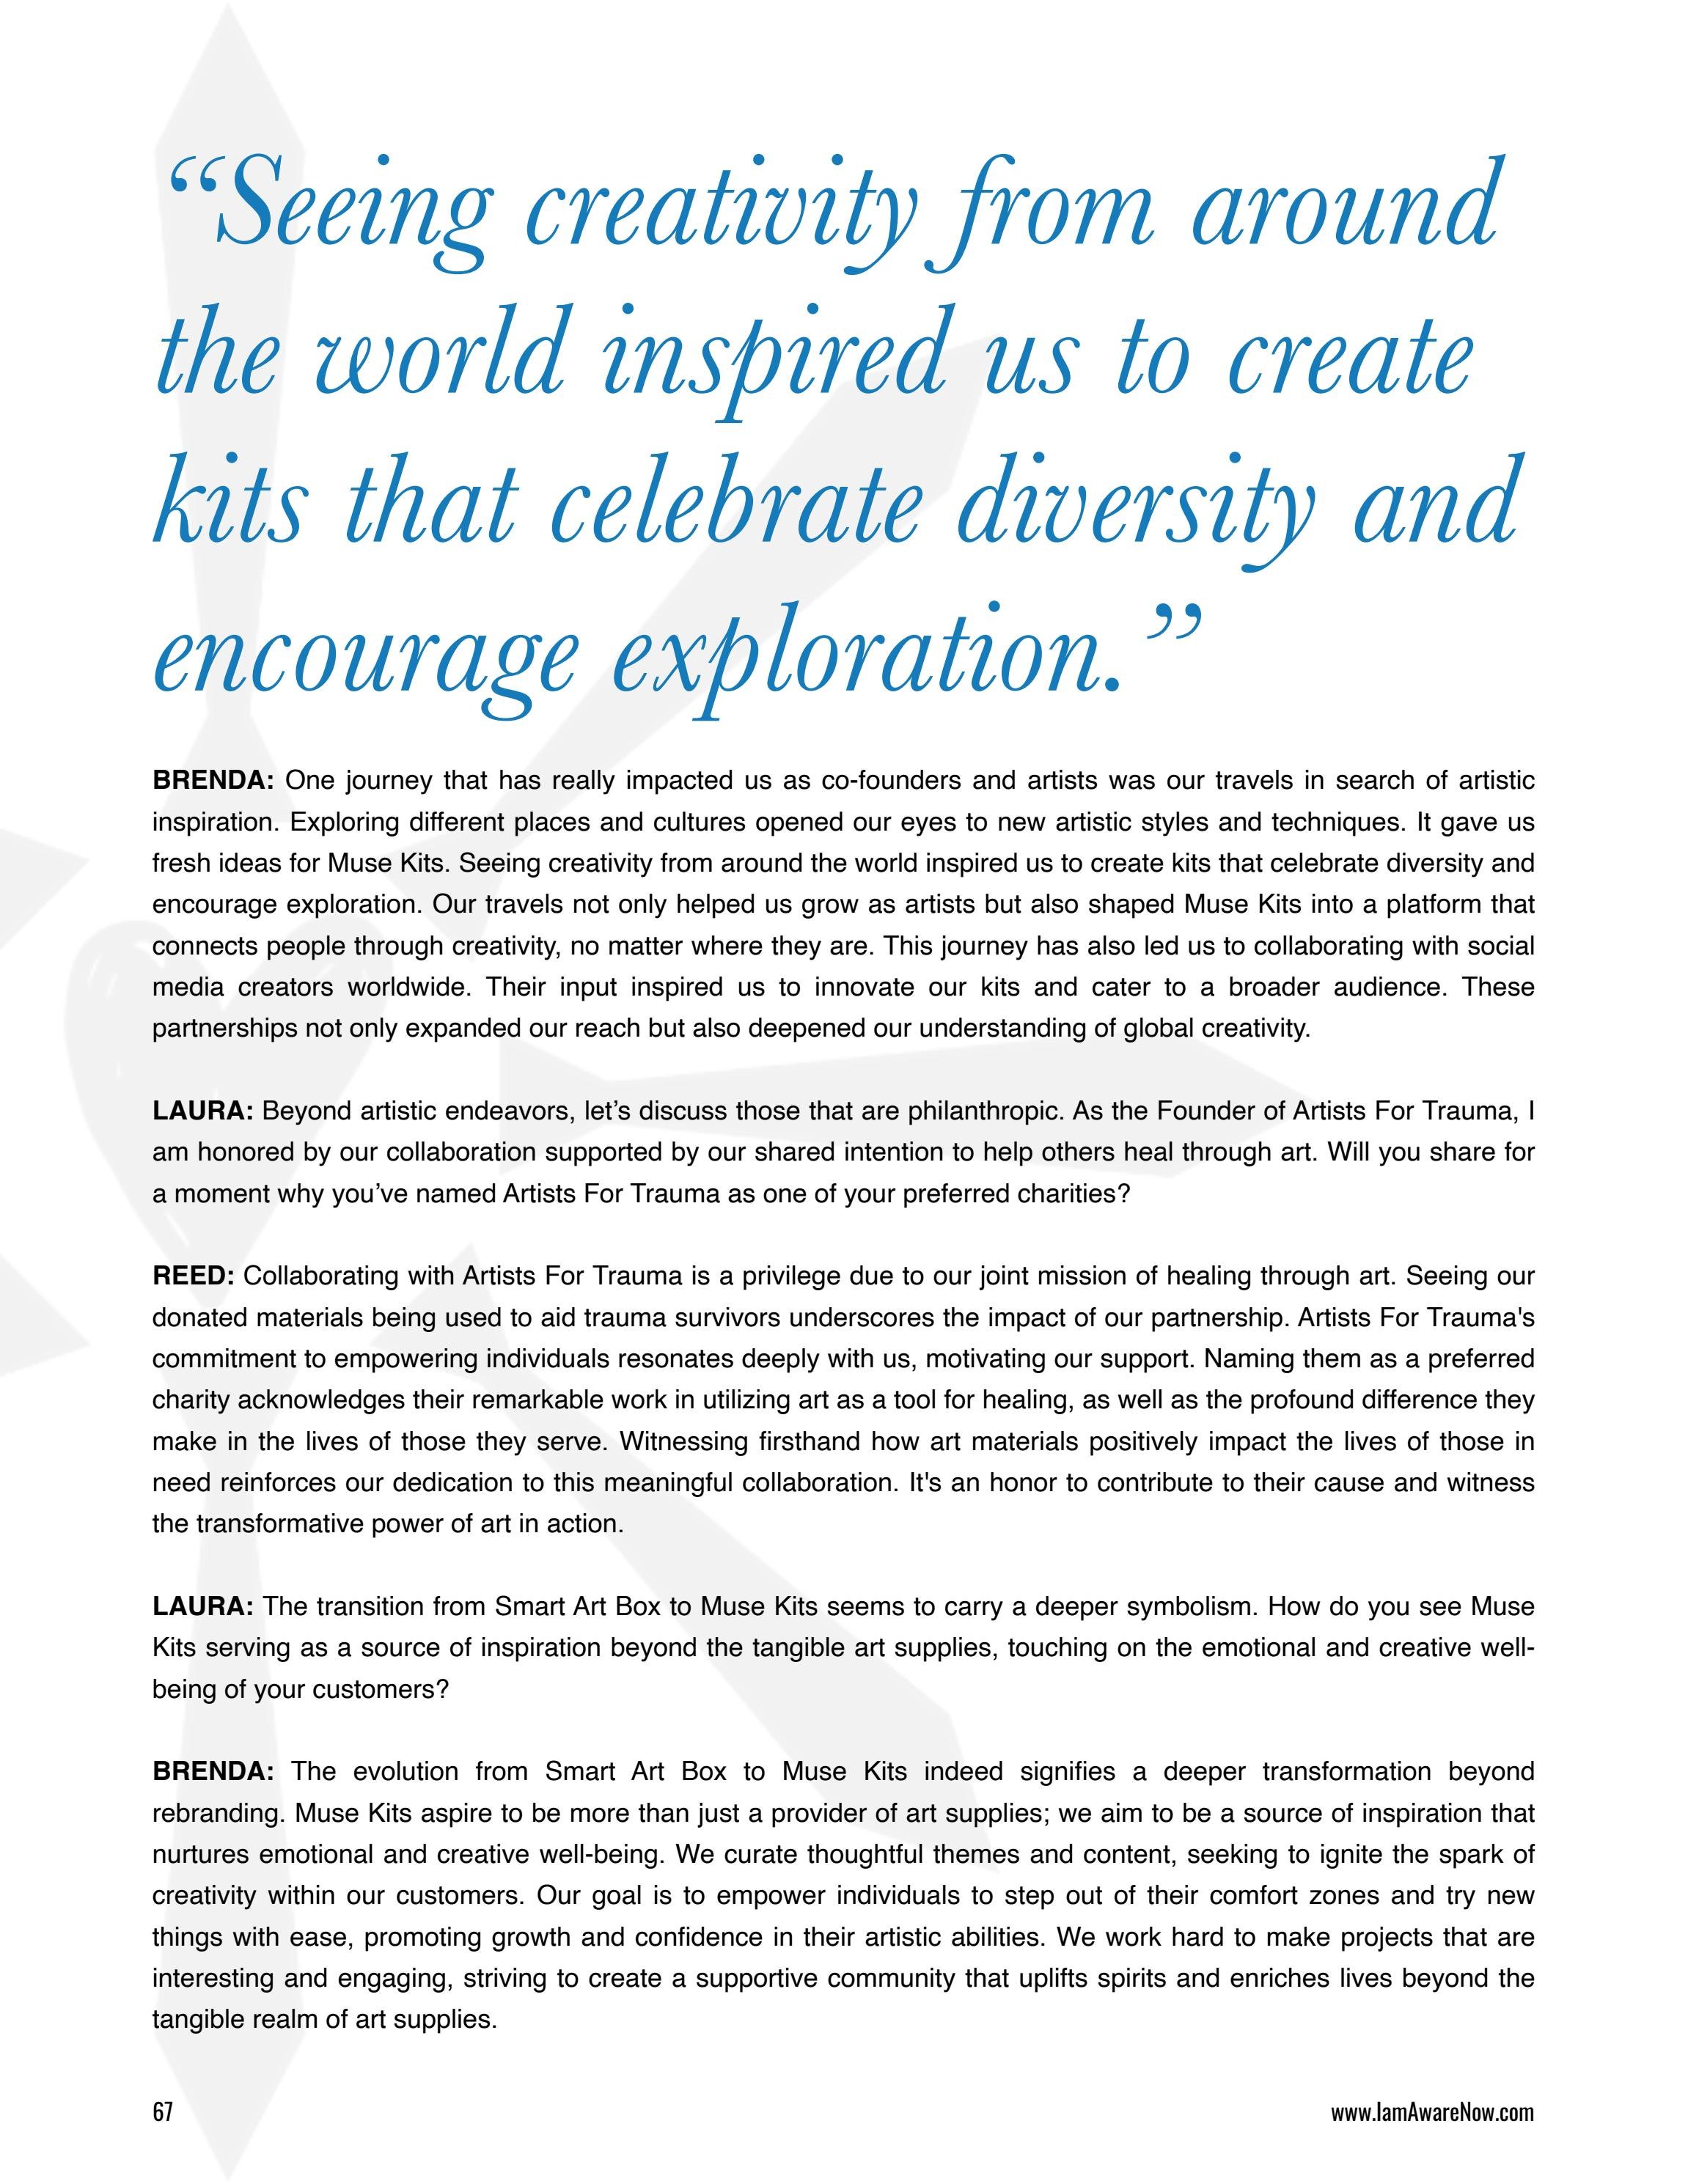 “Seeing creativity from around
the world inspired us to create
kits that celebrate diversity and
encourage exploration.”
BRENDA: One journey that has really impacted us as co-founders and artists was our travels in search of artistic
inspiration. Exploring different places and cultures opened our eyes to new artistic styles and techniques. It gave us
fresh ideas for Muse Kits. Seeing creativity from around the world inspired us to create kits that celebrate diversity and
encourage exploration. Our travels not only helped us grow as artists but also shaped Muse Kits into a platform that
connects people through creativity, no matter where they are. This journey has also led us to collaborating with social
media creators worldwide. Their input inspired us to innovate our kits and cater to a broader audience. These
partnerships not only expanded our reach but also deepened our understanding of global creativity.
LAURA: Beyond artistic endeavors, let’s discuss those that are philanthropic. As the Founder of Artists For Trauma, I
am honored by our collaboration supported by our shared intention to help others heal through art. Will you share for
a moment why you’ve named Artists For Trauma as one of your preferred charities?
REED: Collaborating with Artists For Trauma is a privilege due to our joint mission of healing through art. Seeing our
donated materials being used to aid trauma survivors underscores the impact of our partnership. Artists For Trauma's
commitment to empowering individuals resonates deeply with us, motivating our support. Naming them as a preferred
charity acknowledges their remarkable work in utilizing art as a tool for healing, as well as the profound difference they
make in the lives of those they serve. Witnessing firsthand how art materials positively impact the lives of those in
need reinforces our dedication to this meaningful collaboration. It's an honor to contribute to their cause and witness
the transformative power of art in action.
LAURA: The transition from Smart Art Box to Muse Kits seems to carry a deeper symbolism. How do you see Muse
Kits serving as a source of inspiration beyond the tangible art supplies, touching on the emotional and creative well-
being of your customers?
BRENDA: The evolution from Smart Art Box to Muse Kits indeed signifies a deeper transformation beyond
rebranding. Muse Kits aspire to be more than just a provider of art supplies; we aim to be a source of inspiration that
nurtures emotional and creative well-being. We curate thoughtful themes and content, seeking to ignite the spark of
creativity within our customers. Our goal is to empower individuals to step out of their comfort zones and try new
things with ease, promoting growth and confidence in their artistic abilities. We work hard to make projects that are
interesting and engaging, striving to create a supportive community that uplifts spirits and enriches lives beyond the
tangible realm of art supplies.
67
www.IamAwareNow.com